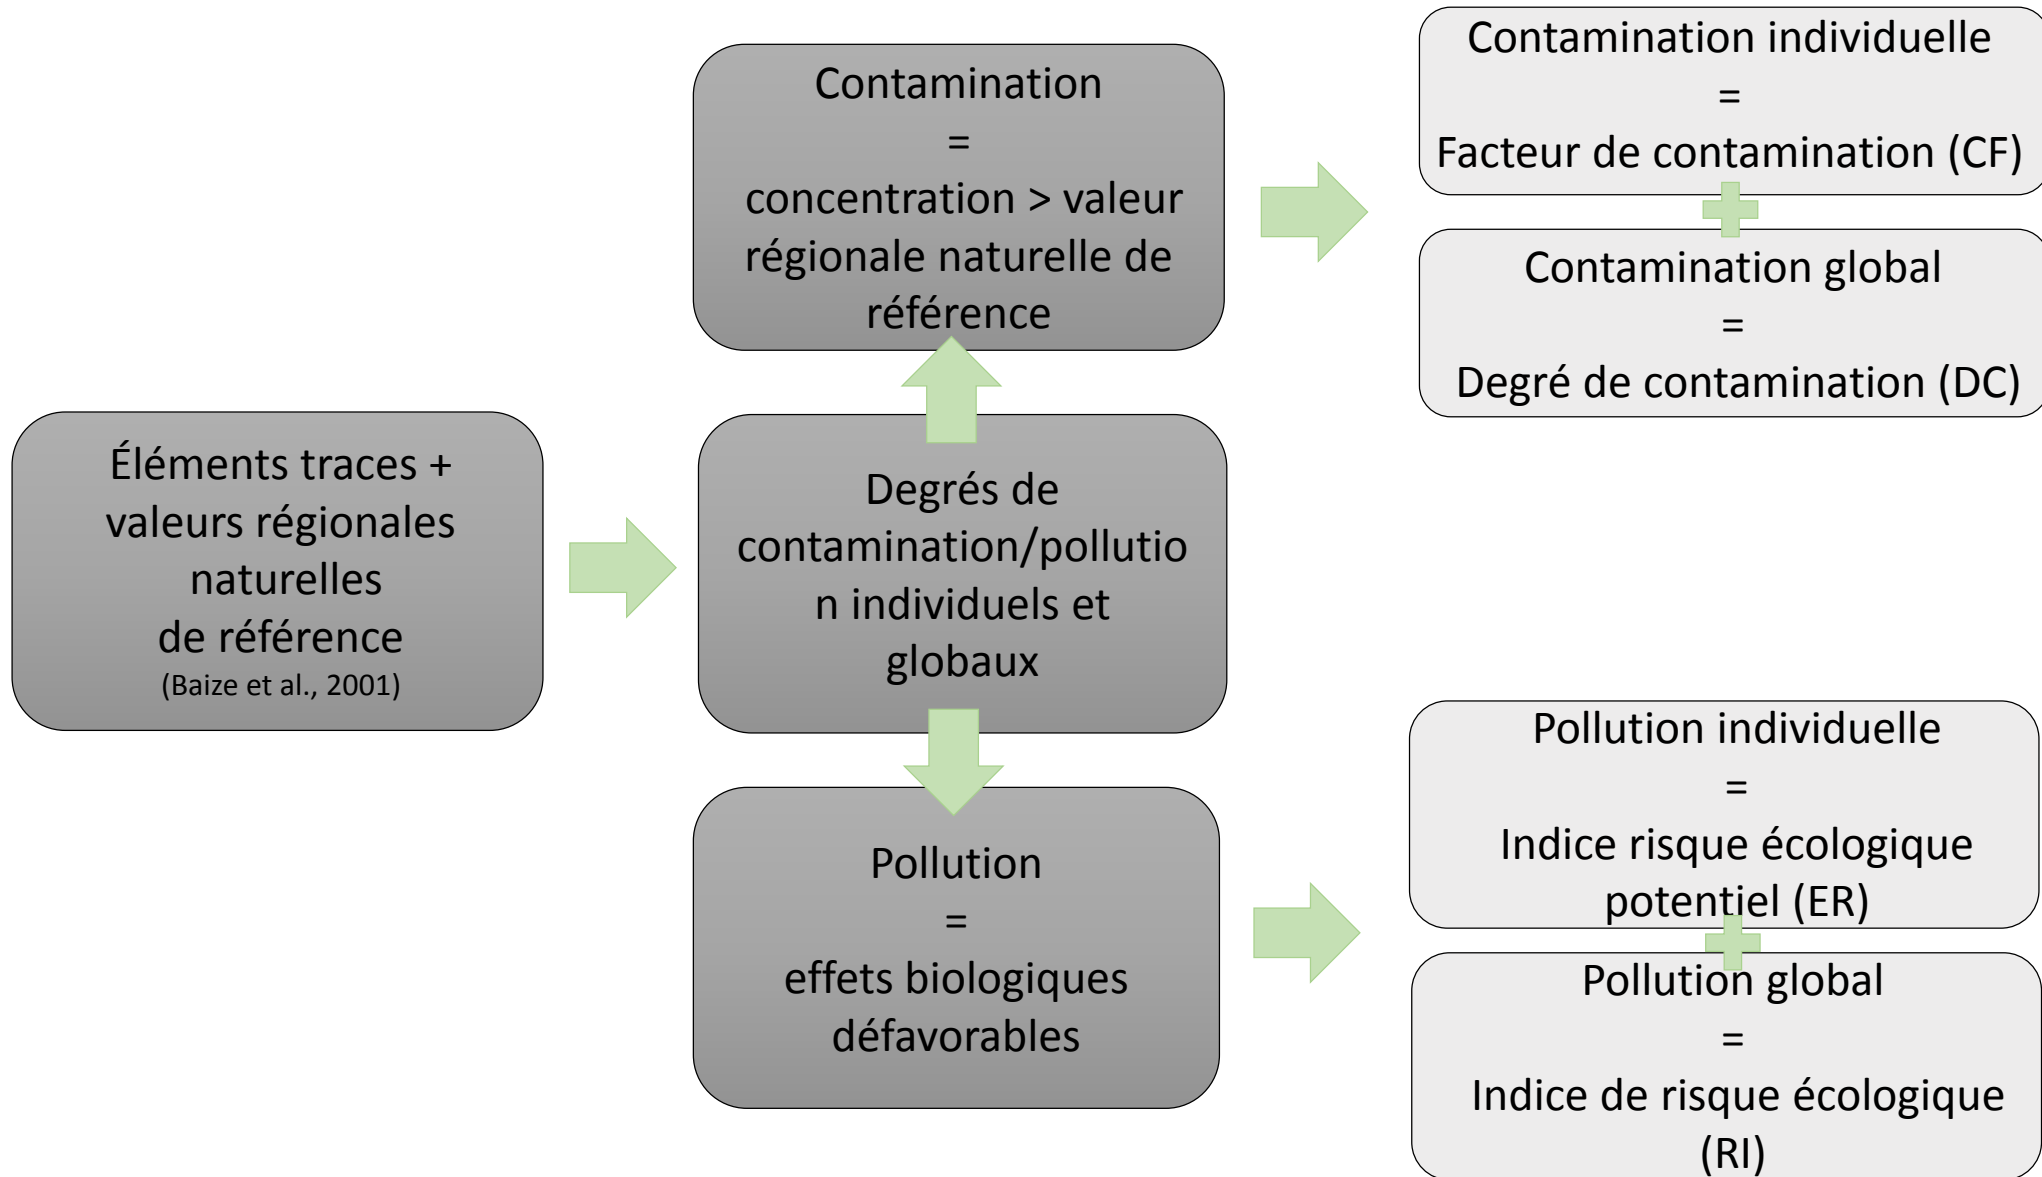 Éléments traces +
valeurs régionales
naturelles
de référence
(Baize et al., 2001)
Contamination
=
concentration > valeur
régionale naturelle de
référence
Degrés de
contamination/pollutio
n individuels et
globaux
Pollution
=
effets biologiques
défavorables
Contamination individuelle
=
Facteur de contamination (CF)
Contamination global
=
Degré de contamination (DC)
Pollution individuelle
=
Indice risque écologique
potentiel (ER)
Pollution global
=
Indice de risque écologique
(RI)